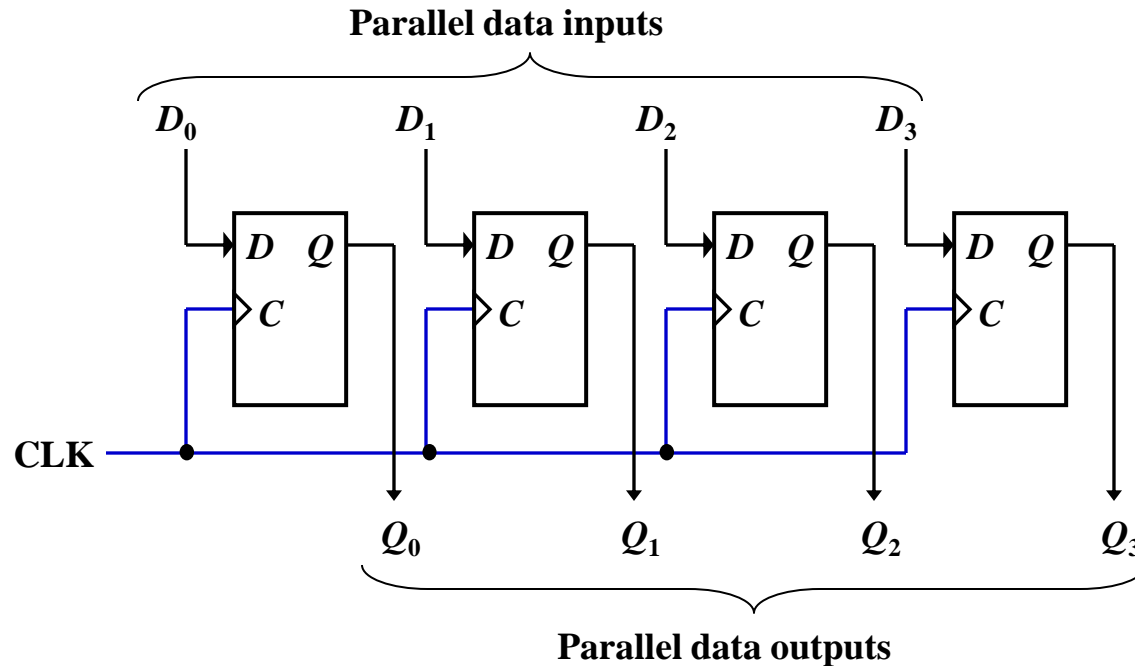 Parallel data inputs
D₀ D₁ D₂ D₃
D Q D Q D Q D Q
C C C C
CLK
Q₀ Q₁ Q₂ Q₃
Parallel data outputs